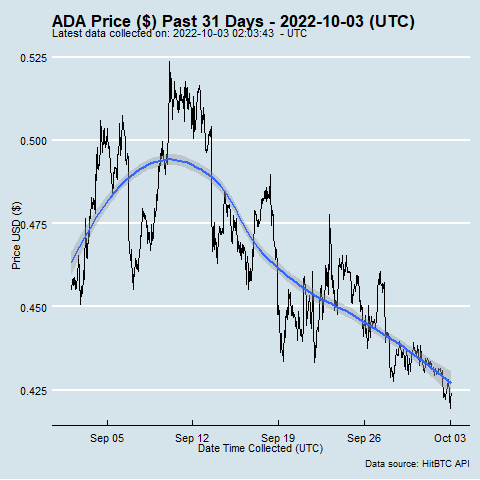 ADA Price ($) Past 31 Days - 2022-10-03 (UTC)
Latest data collected on: 2022-10-03 02:03:43  - UTC
0.525
0.500
0.475
0.450
0.425
Price USD ($)
Sep 05
Sep 12
Sep 19
Sep 26
Oct 03
Date Time Collected (UTC)
Data source: HitBTC API